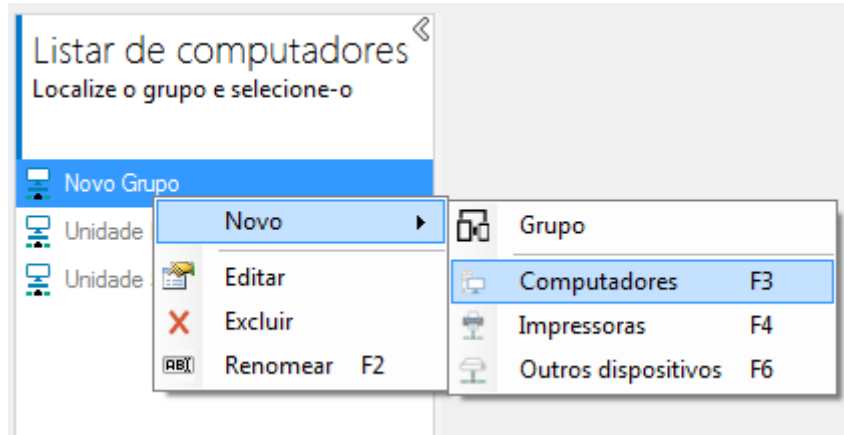 Listar de computadores
Localize o grupo e selecione-o
Novo Grupo
Unidade
Unidade
Novo
Editar
Excluir
Renomear F2
Grupo
Computadores F3
Impressoras F4
Outros dispositivos F6